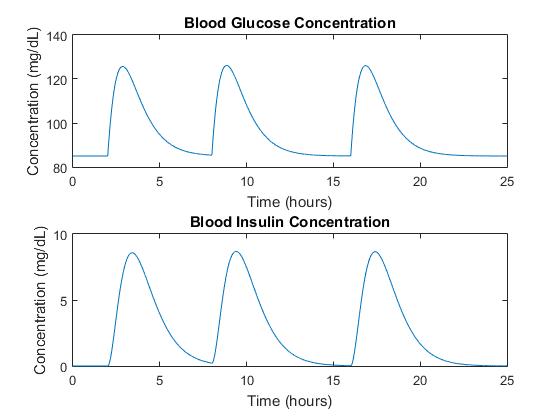 Blood Glucose Concentration
Concentration (mg/dL)
140
120
100
80
0 5 10 15 20 25
Time (hours)
Blood Insulin Concentration
Concentration (mg/dL)
10
5
0
0 5 10 15 20 25
Time (hours)